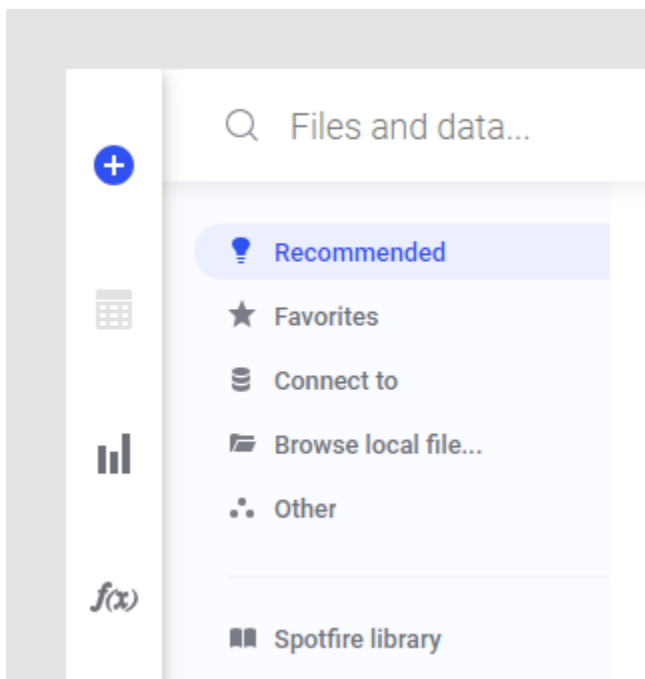 Files and data...
Recommended
Favorites
Connect to
Browse local file...
Other
f(x)
Spotfire library